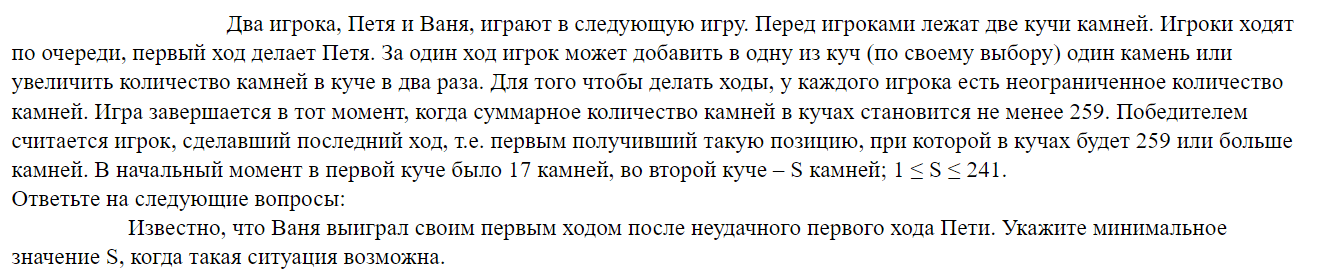 Два игрока, Петя и Ваня, играют в следующую игру. Перед игроками лежат две кучи камней. Игроки ходят
по очереди, первый ход делает Петя. За один ход игрок может добавить в одну из куч (по своему выбору) один камень или
увеличить количество камней в куче в два раза. Для того чтобы делать ходы, у каждого игрока есть неограниченное количество
камней. Игра завершается в тот момент, когда суммарное количество камней в кучах становится не менее 259. Победителем
считается игрок, сделавший последний ход, т.е. первым получивший такую позицию, при которой в кучах будет 259 или больше
камней. В начальный момент в первой куче было 17 камней, во второй куче – S камней; 1 ≤ S ≤ 241.
Ответьте на следующие вопросы:
Известно, что Ваня выиграл своим первым ходом после неудачного первого хода Пети. Укажите минимальное
значение S, когда такая ситуация возможна.